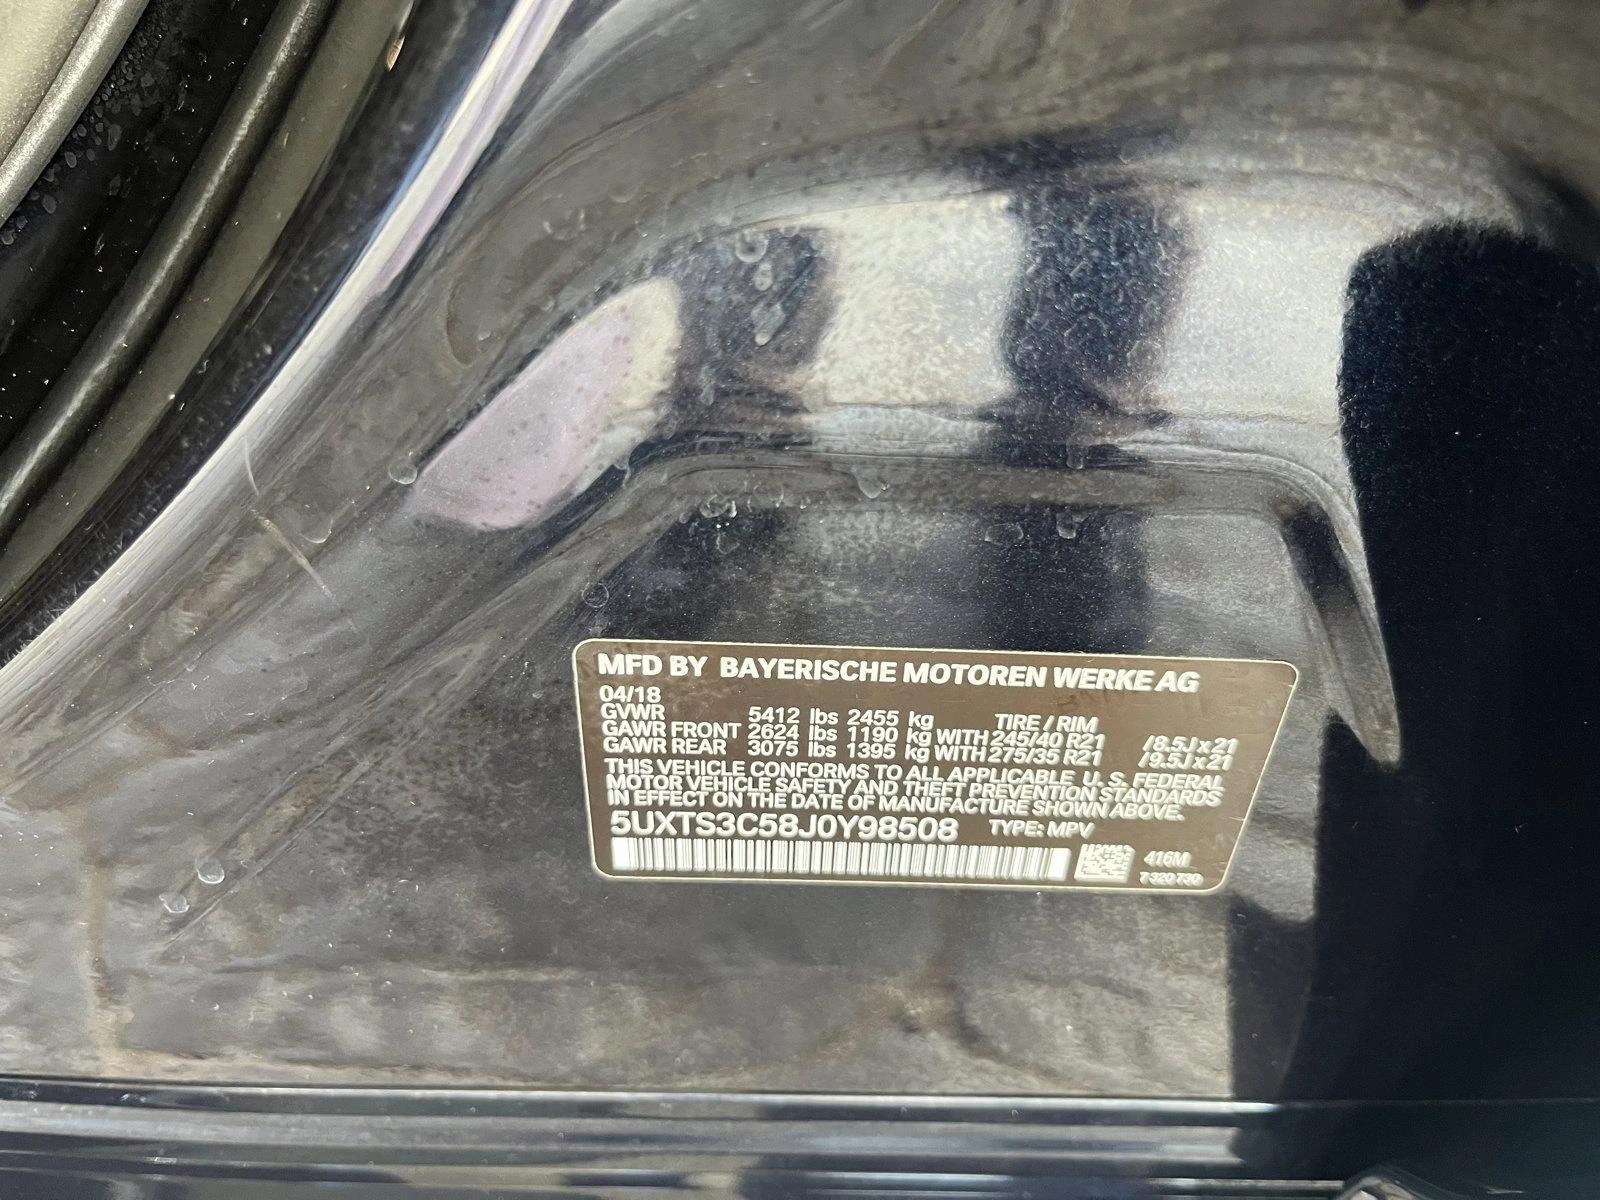 MFD BY BAYERISCHE MOTOREN WERKE AG
04/18
GVWR 5412 lbs 2455 kg TIRE / RIM
GAWR FRONT 2624 lbs 1190 kg WITH 245/40 R21 /8.5J x 21
GAWR REAR 3075 lbs 1395 kg WITH 275/35 R21 /9.5J x 21
THIS VEHICLE CONFORMS TO ALL APPLICABLE U. S. FEDERAL
MOTOR VEHICLE SAFETY AND THEFT PREVENTION STANDARDS
IN EFFECT ON THE DATE OF MANUFACTURE SHOWN ABOVE.
5UXTS3C58J0Y98508 TYPE: MPV
416M
7 320 730